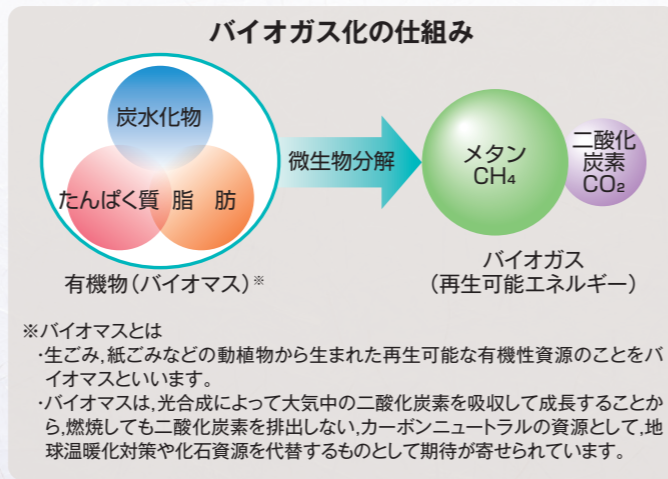 バイオガス化の仕組み
炭水化物
たんぱく質
脂　肪
有機物（バイオマス）※
微生物分解
メタン
CH₄
二酸化
炭素
CO₂
バイオガス
（再生可能エネルギー）
※バイオマスとは
・生ごみ,紙ごみなどの動植物から生まれた再生可能な有機性資源のことをバ
イオマスといいます。
・バイオマスは,光合成によって大気中の二酸化炭素を吸収して成長することか
ら,燃焼しても二酸化炭素を排出しない,カーボンニュートラルの資源として,地
球温暖化対策や化石資源を代替するものとして期待が寄せられています。